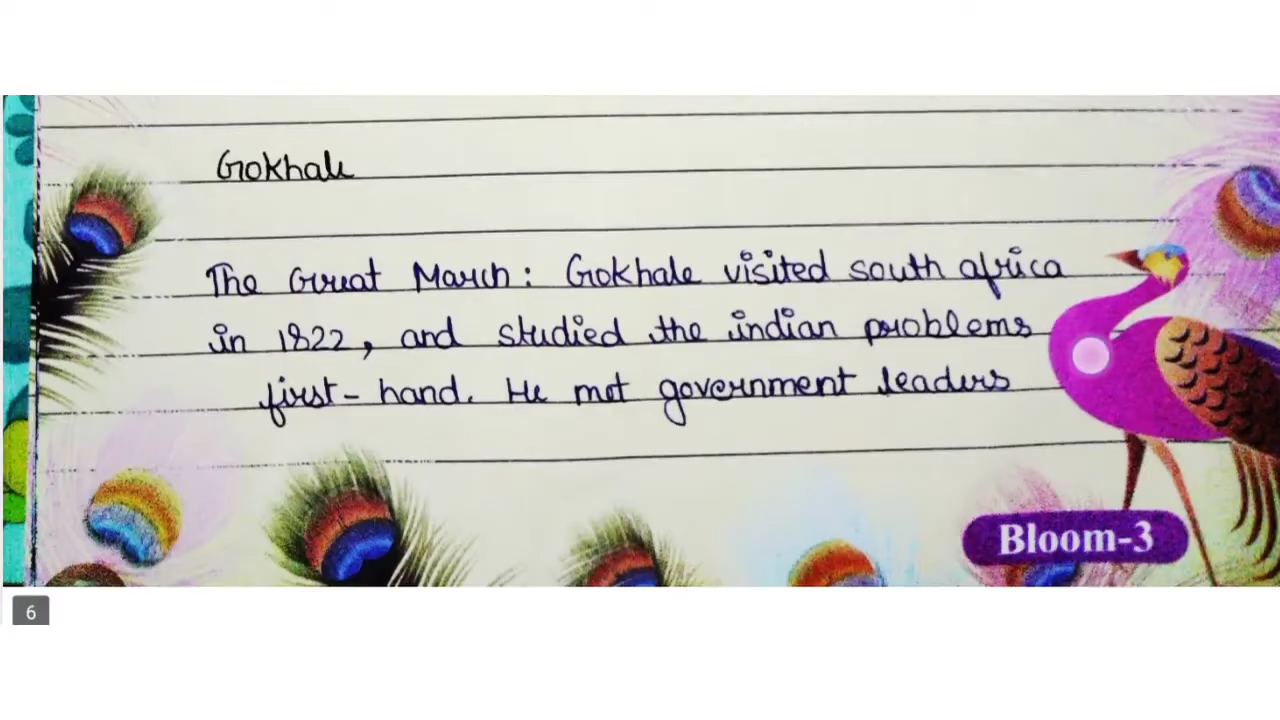 Gokhale
The Great March: Gokhale visited south africa
in 1822, and studied the indian problems
first-hand. He met government leaders
Bloom-3
6